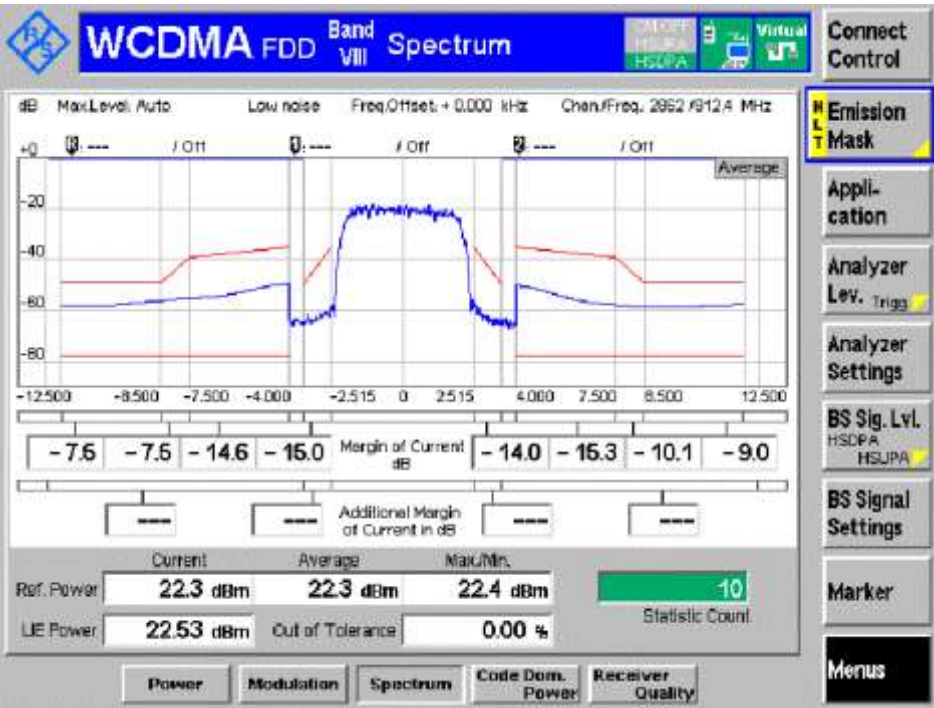 WCDMA FDD Band VIII Spectrum
HSUPA
HSDPA
Virtual
Connect Control
dB Max.Level: Auto Low noise Freq.Offset: + 0.000 kHz Chan./Freq.: 2862 / 912.4 MHz
R: --- / Off 1: --- / Off 2: --- / Off
HLT Emission Mask
+0
Average
-20
-40
-60
-80
Appli-
cation
Analyzer
Lev. Trigg.
Analyzer
Settings
-12.500 -8.500 -7.500 -4.000 -2.515 0 2.515 4.000 7.500 8.500 12.500
BS Sig. Lvl.
HSDPA
HSUPA
- 7.6 - 7.6 - 14.6 - 15.0 Margin of Current - 14.0 - 15.3 - 10.1 - 9.0
dB
--- --- Additional Margin --- ---
of Current in dB
BS Signal
Settings
Current Average Max./Min.
Ref. Power 22.3 dBm 22.3 dBm 22.4 dBm 10
Statistic Count
UE Power 22.53 dBm Out of Tolerance 0.00 %
Marker
Power Modulation Spectrum Code Dom. Power Receiver Quality
Menus